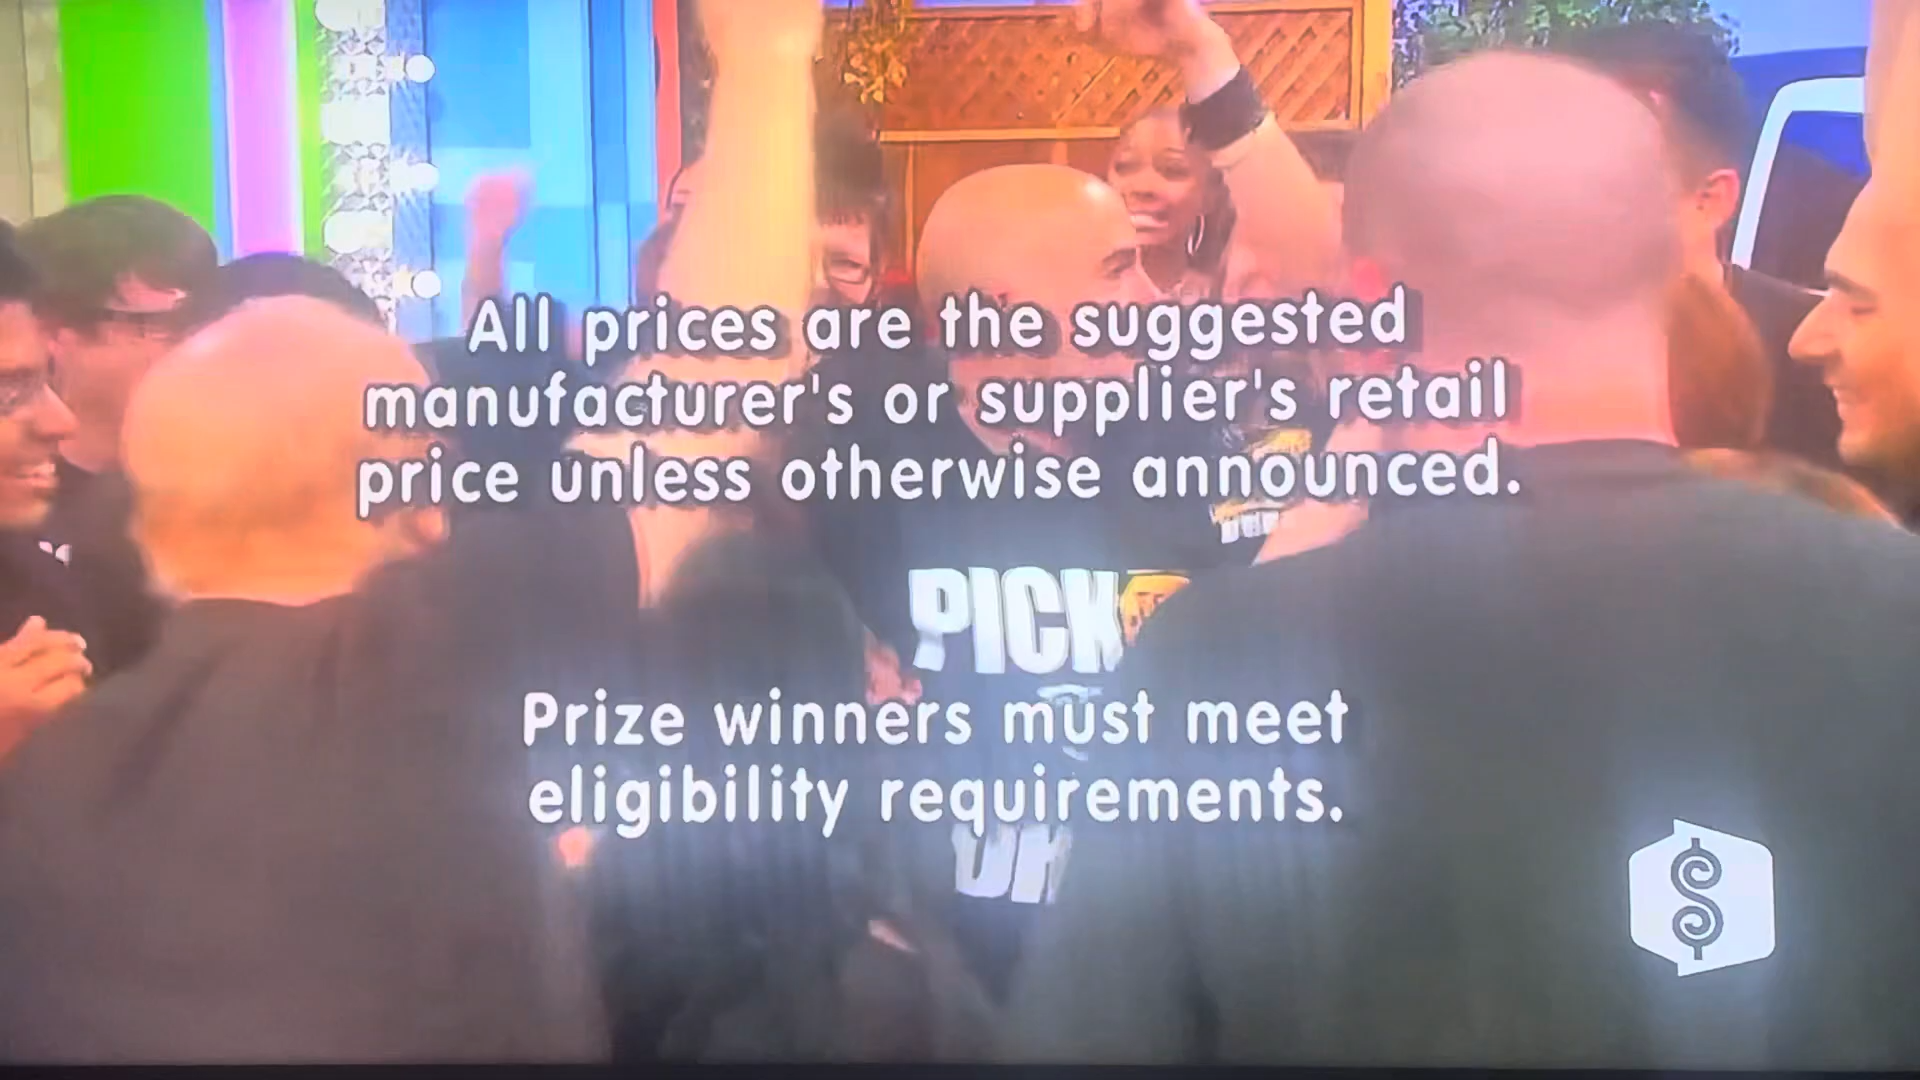 All prices are the suggested
manufacturer's or supplier's retail
price unless otherwise announced.
PICK
Prize winners must meet
eligibility requirements.
$